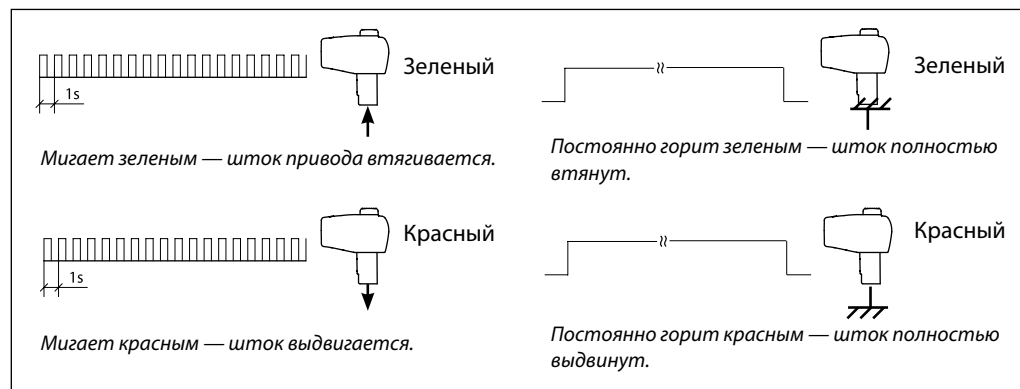 Зеленый
1s
Мигает зеленым — шток привода втягивается.
Зеленый
Постоянно горит зеленым — шток полностью
втянут.
Красный
1s
Мигает красным — шток выдвигается.
Красный
Постоянно горит красным — шток полностью
выдвинут.